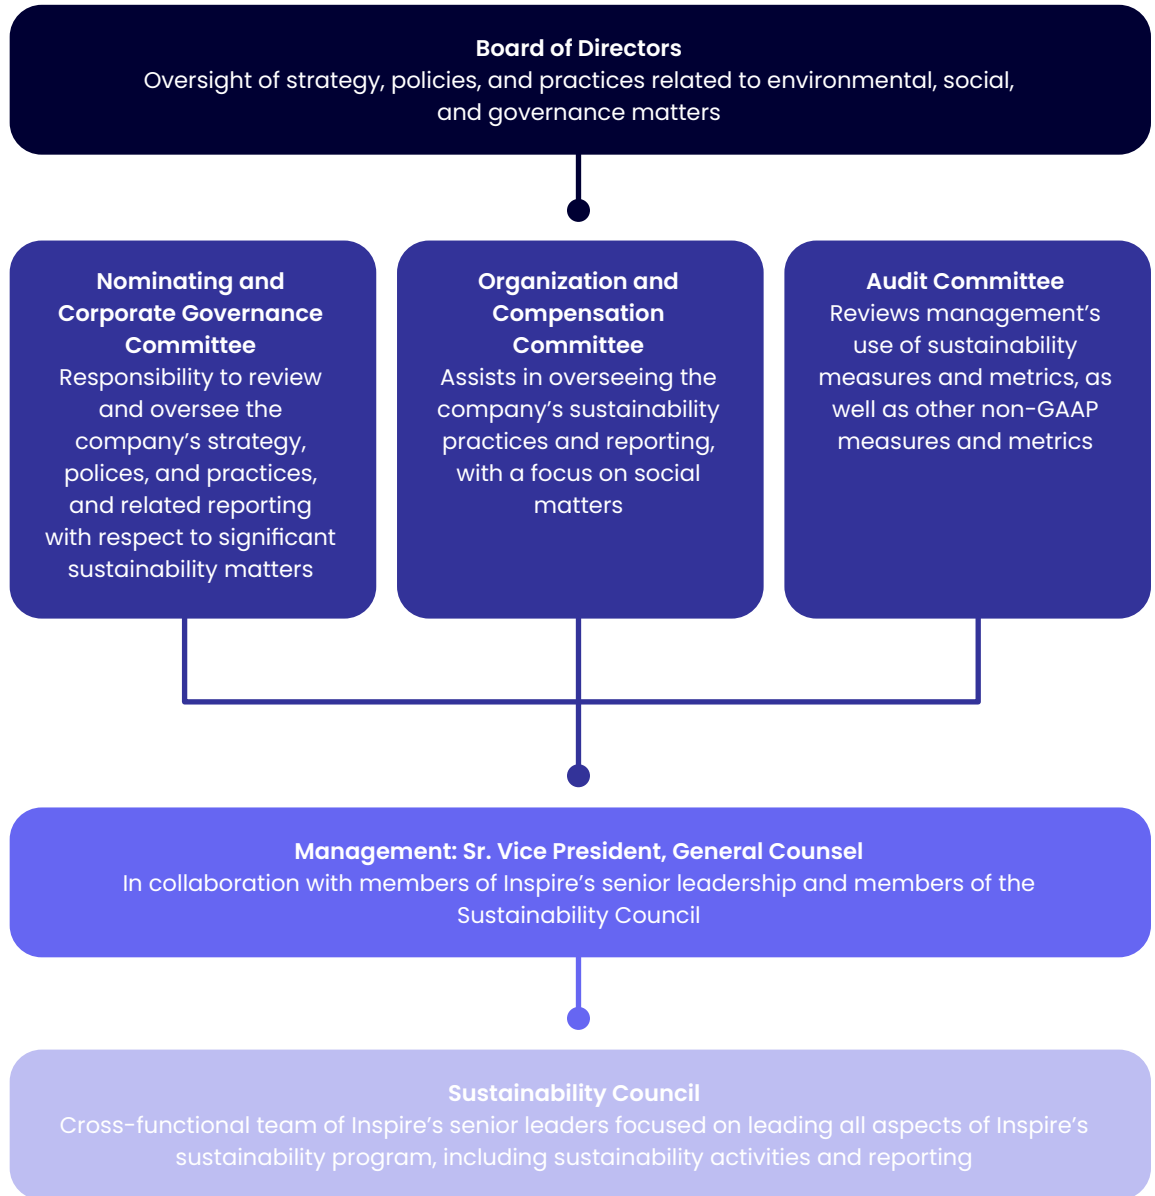 Board of Directors
Oversight of strategy, policies, and practices related to environmental, social,
and governance matters
Nominating and
Corporate Governance
Committee
Responsibility to review
and oversee the
company’s strategy,
polices, and practices,
and related reporting
with respect to significant
sustainability matters
Organization and
Compensation
Committee
Assists in overseeing the
company’s sustainability
practices and reporting,
with a focus on social
matters
Audit Committee
Reviews management’s
use of sustainability
measures and metrics, as
well as other non-GAAP
measures and metrics
Management: Sr. Vice President, General Counsel
In collaboration with members of Inspire’s senior leadership and members of the
Sustainability Council
Sustainability Council
Cross-functional team of Inspire’s senior leaders focused on leading all aspects of Inspire’s
sustainability program, including sustainability activities and reporting